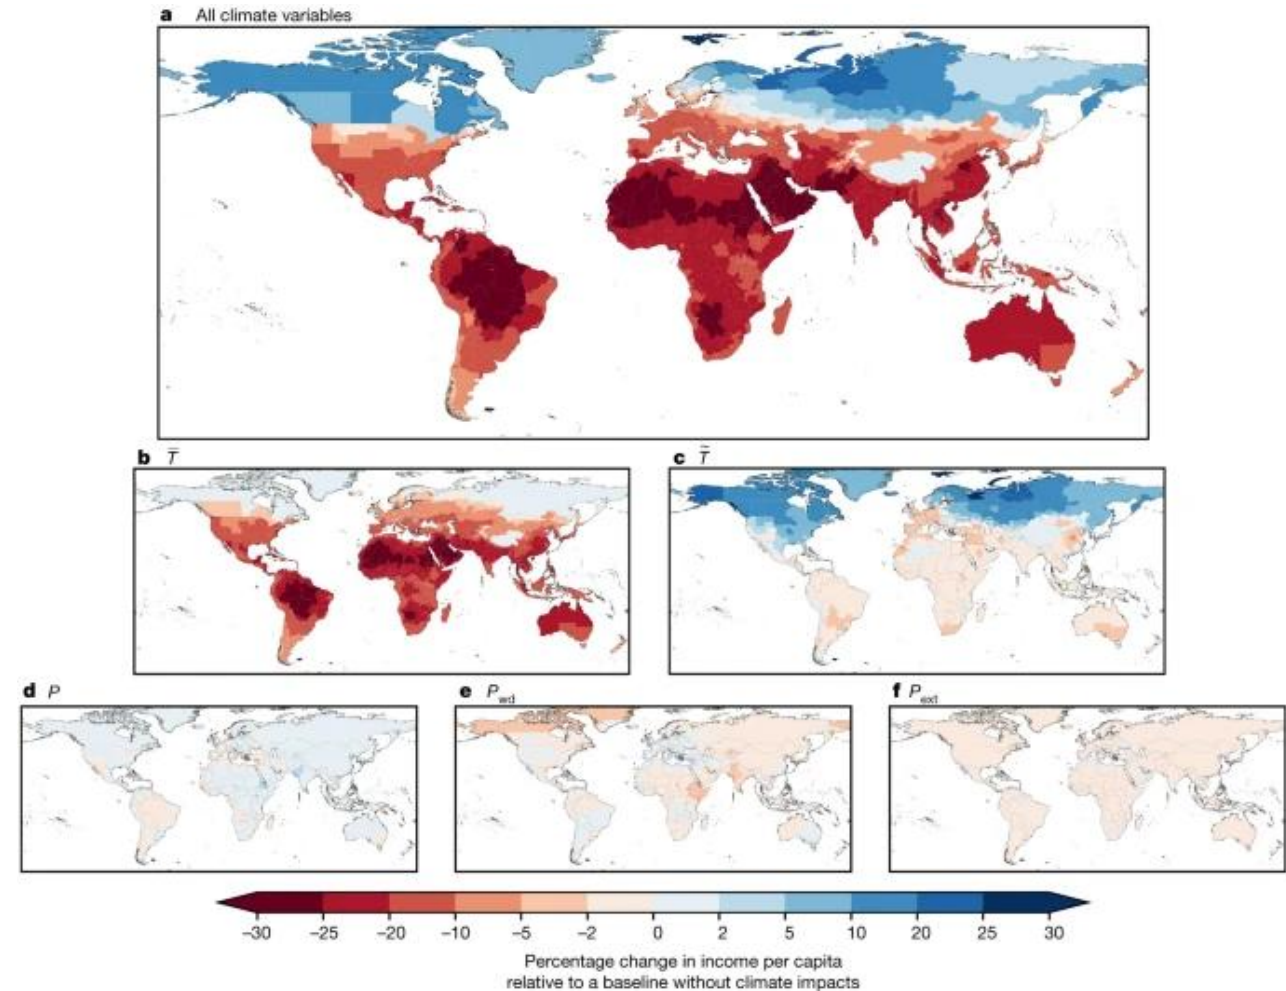 a All climate variables
b T̅
c T̃
d P
e Pwd
f Pext
–30 –25 –20 –10 –5 –2 0 2 5 10 20 25 30
Percentage change in income per capita
relative to a baseline without climate impacts